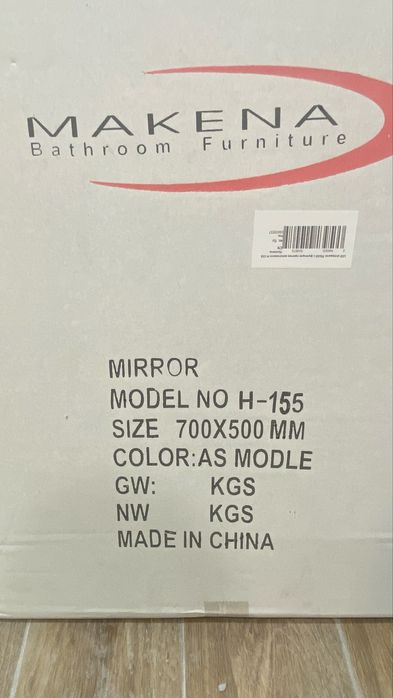 MAKENA
Bathroom Furniture
MIRROR
MODEL NO H-155
SIZE 700X500 MM
COLOR:AS MODLE
GW: KGS
NW KGS
MADE IN CHINA